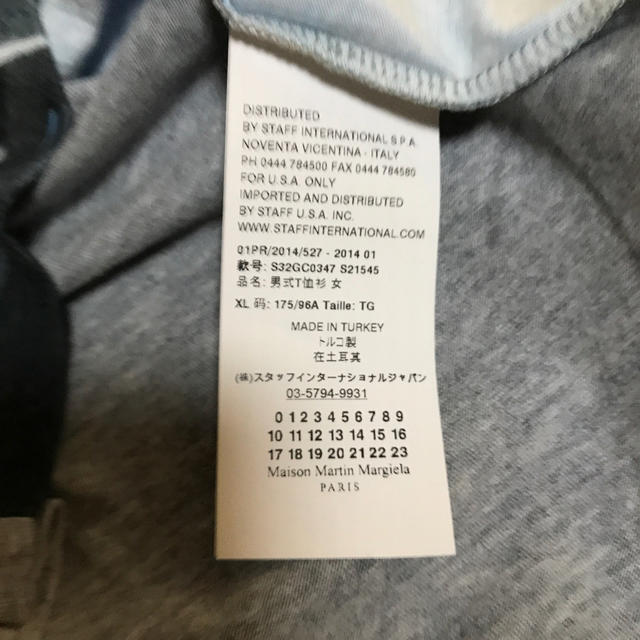 DISTRIBUTED
BY STAFF INTERNATIONAL S.P.A.
NOVENTA VICENTINA - ITALY
PH 0444 784500 FAX 0444 784580
FOR U.S.A. ONLY
IMPORTED AND DISTRIBUTED
BY STAFF U.S.A. INC.
WWW.STAFFINTERNATIONAL.COM
01PR/2014/527 - 2014 01
款号: S32GC0347 S21545
品名: 男式T恤衫 女
XL 码: 175/96A Taille: TG
MADE IN TURKEY
トルコ製
在土耳其
(株)スタッフインターナショナルジャパン
03-5794-9931
0 1 2 3 4 5 6 7 8 9
10 11 12 13 14 15 16
17 18 19 20 21 22 23
Maison Martin Margiela
PARIS